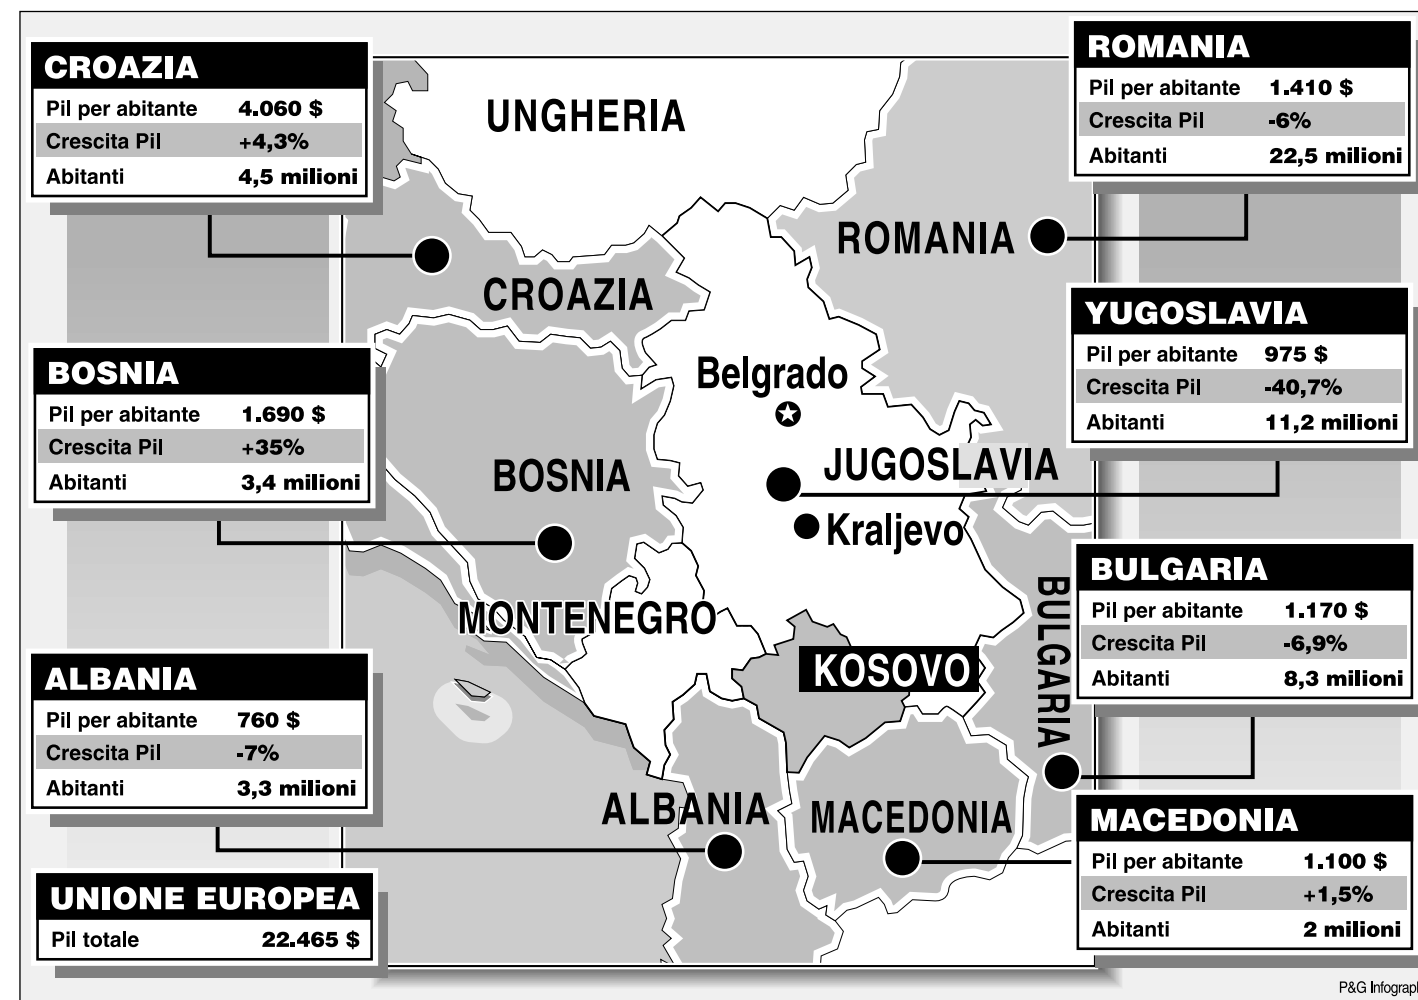 CROAZIA
Pil per abitante 4.060 $
Crescita Pil +4,3%
Abitanti 4,5 milioni
BOSNIA
Pil per abitante 1.690 $
Crescita Pil +35%
Abitanti 3,4 milioni
ALBANIA
Pil per abitante 760 $
Crescita Pil -7%
Abitanti 3,3 milioni
UNIONE EUROPEA
Pil totale 22.465 $
UNGHERIA
ROMANIA
CROAZIA
Belgrado
JUGOSLAVIA
BOSNIA
Kraljevo
MONTENEGRO
KOSOVO
BULGARIA
ALBANIA
MACEDONIA
ROMANIA
Pil per abitante 1.410 $
Crescita Pil -6%
Abitanti 22,5 milioni
YUGOSLAVIA
Pil per abitante 975 $
Crescita Pil -40,7%
Abitanti 11,2 milioni
BULGARIA
Pil per abitante 1.170 $
Crescita Pil -6,9%
Abitanti 8,3 milioni
MACEDONIA
Pil per abitante 1.100 $
Crescita Pil +1,5%
Abitanti 2 milioni
P&G Infograph